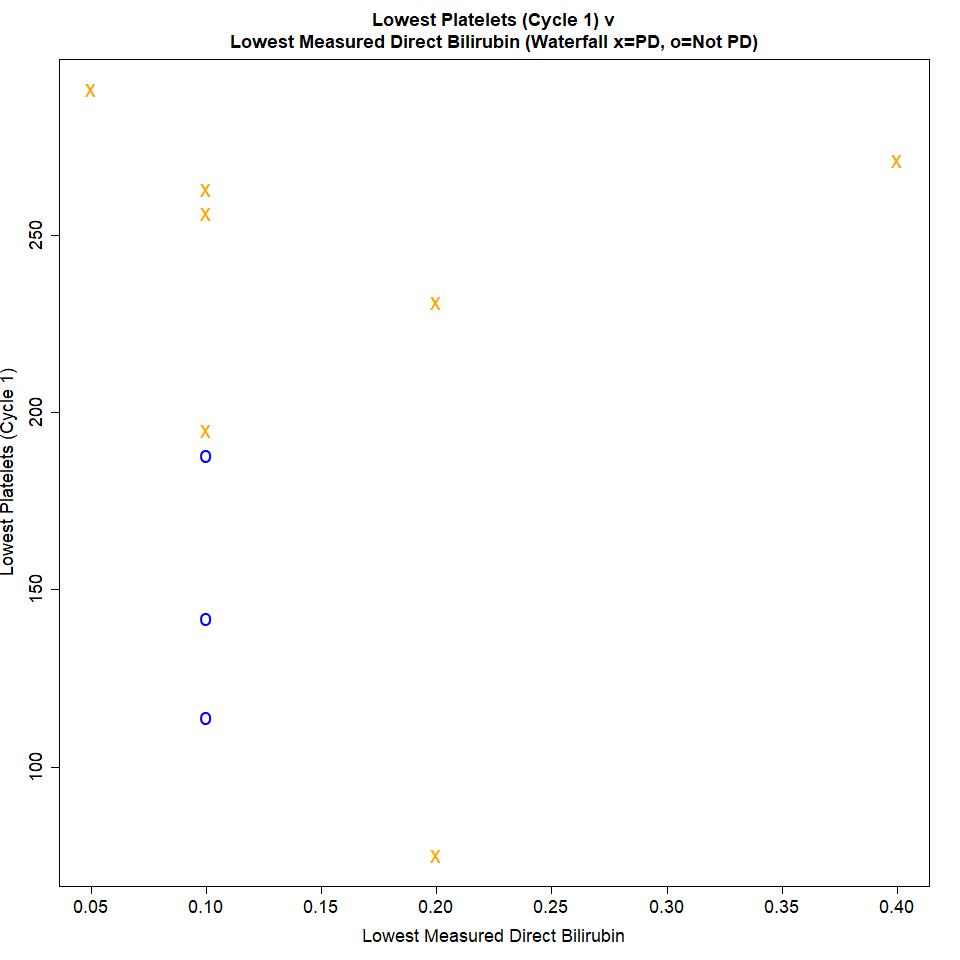 Lowest Platelets (Cycle 1) v
Lowest Measured Direct Bilirubin (Waterfall x=PD, o=Not PD)
X
X
X
X
X
250
Lowest Platelets (Cycle 1)
200
X
O
150
O
O
100
X
0.05 0.10 0.15 0.20 0.25 0.30 0.35 0.40
Lowest Measured Direct Bilirubin